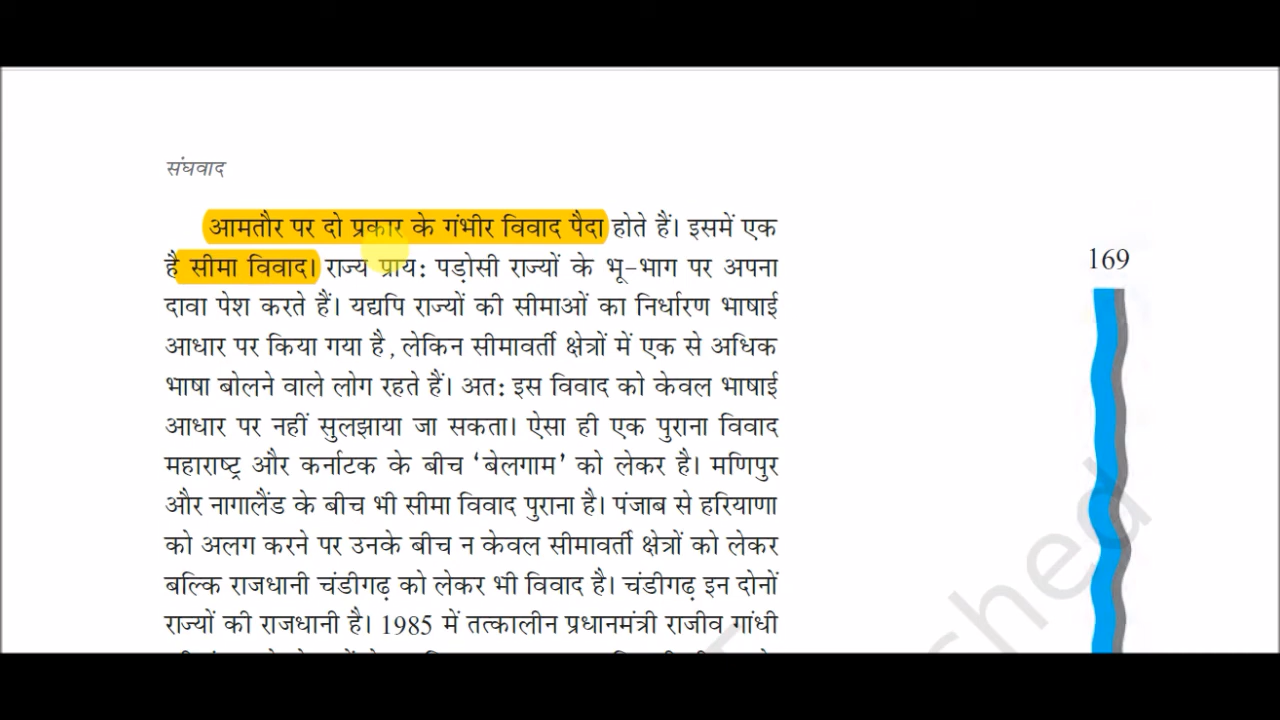 संघवाद
आमतौर पर दो प्रकार के गंभीर विवाद पैदा होते हैं। इसमें एक
है सीमा विवाद। राज्य प्राय: पड़ोसी राज्यों के भू-भाग पर अपना
169
दावा पेश करते हैं। यद्यपि राज्यों की सीमाओं का निर्धारण भाषाई
आधार पर किया गया है, लेकिन सीमावर्ती क्षेत्रों में एक से अधिक
भाषा बोलने वाले लोग रहते हैं। अत: इस विवाद को केवल भाषाई
आधार पर नहीं सुलझाया जा सकता। ऐसा ही एक पुराना विवाद
महाराष्ट्र और कर्नाटक के बीच ‘बेलगाम’ को लेकर है। मणिपुर
और नागालैंड के बीच भी सीमा विवाद पुराना है। पंजाब से हरियाणा
को अलग करने पर उनके बीच न केवल सीमावर्ती क्षेत्रों को लेकर
बल्कि राजधानी चंडीगढ़ को लेकर भी विवाद है। चंडीगढ़ इन दोनों
राज्यों की राजधानी है। 1985 में तत्कालीन प्रधानमंत्री राजीव गांधी
shed